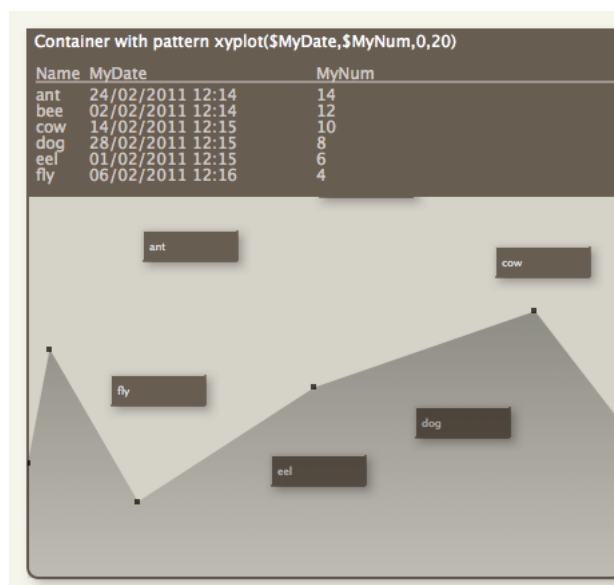 Container with pattern xyplot($MyDate,$MyNum,0,20)
Name MyDate MyNum
ant 24/02/2011 12:14 14
bee 02/02/2011 12:14 12
cow 14/02/2011 12:15 10
dog 28/02/2011 12:15 8
eel 01/02/2011 12:15 6
fly 06/02/2011 12:16 4
ant
cow
fly
dog
eel